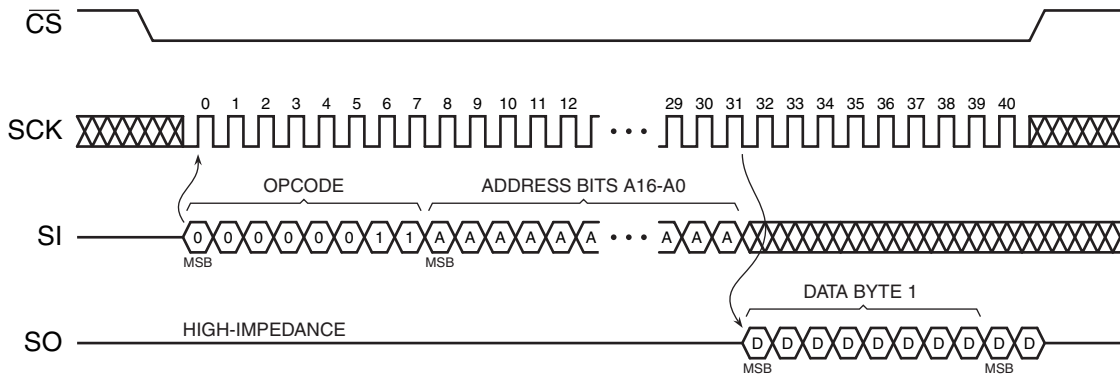 CS
0 1 2 3 4 5 6 7 8 9 10 11 12 29 30 31 32 33 34 35 36 37 38 39 40
SCK
OPCODE ADDRESS BITS A16-A0
SI 0 0 0 0 0 0 1 1 A A A A A A A A A
MSB MSB
DATA BYTE 1
HIGH-IMPEDANCE
SO D D D D D D D D D D
MSB MSB